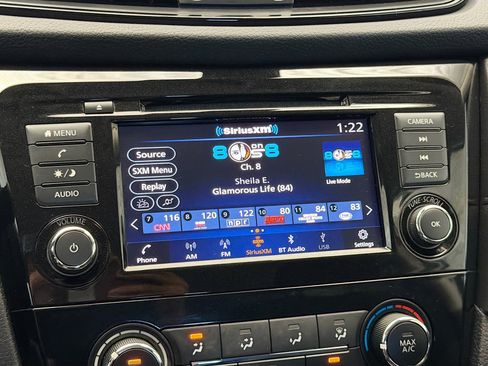 SiriusXM
1:22
Source
8 on 8
Ch. 8
SXM Menu
Sheila E.
Replay
Glamorous Life (84)
Live Mode
7 116 CNN
8 120
9 122 npr
10 80
11 84
12 83
Phone
AM
FM
SiriusXM
BT Audio
USB
Settings
MENU
AUDIO
VOLUME
CAMERA
BACK
TUNE·SCROLL
OK
MAX A/C